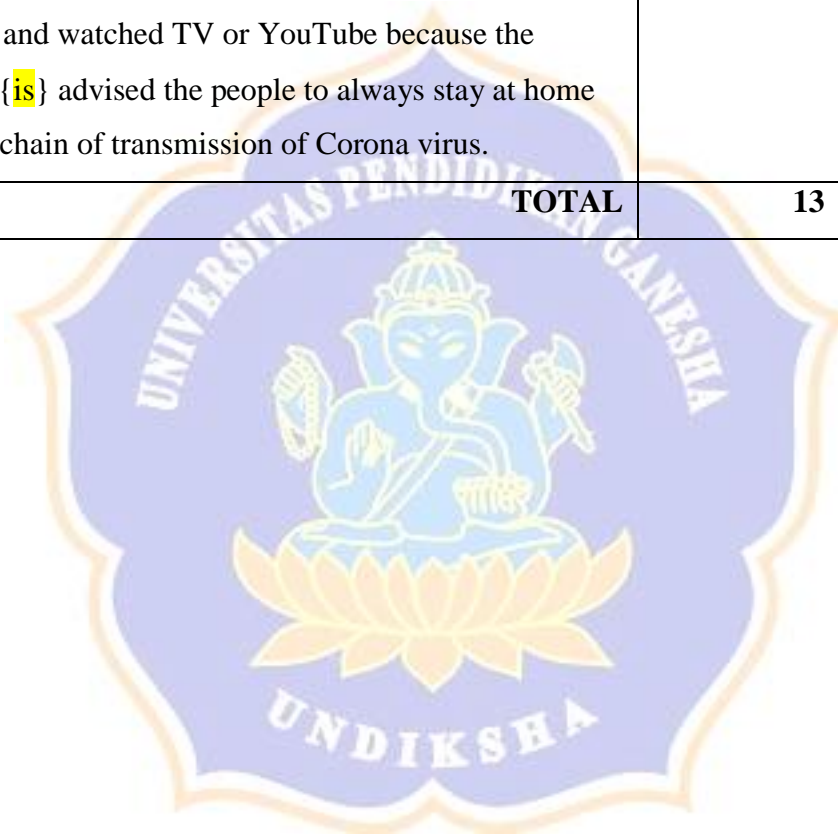 and watched TV or YouTube because the
{is} advised the people to always stay at home
chain of transmission of Corona virus.
TOTAL 13
UNIVERSITAS PENDIDIKAN GANESHA
UNDIKSHA